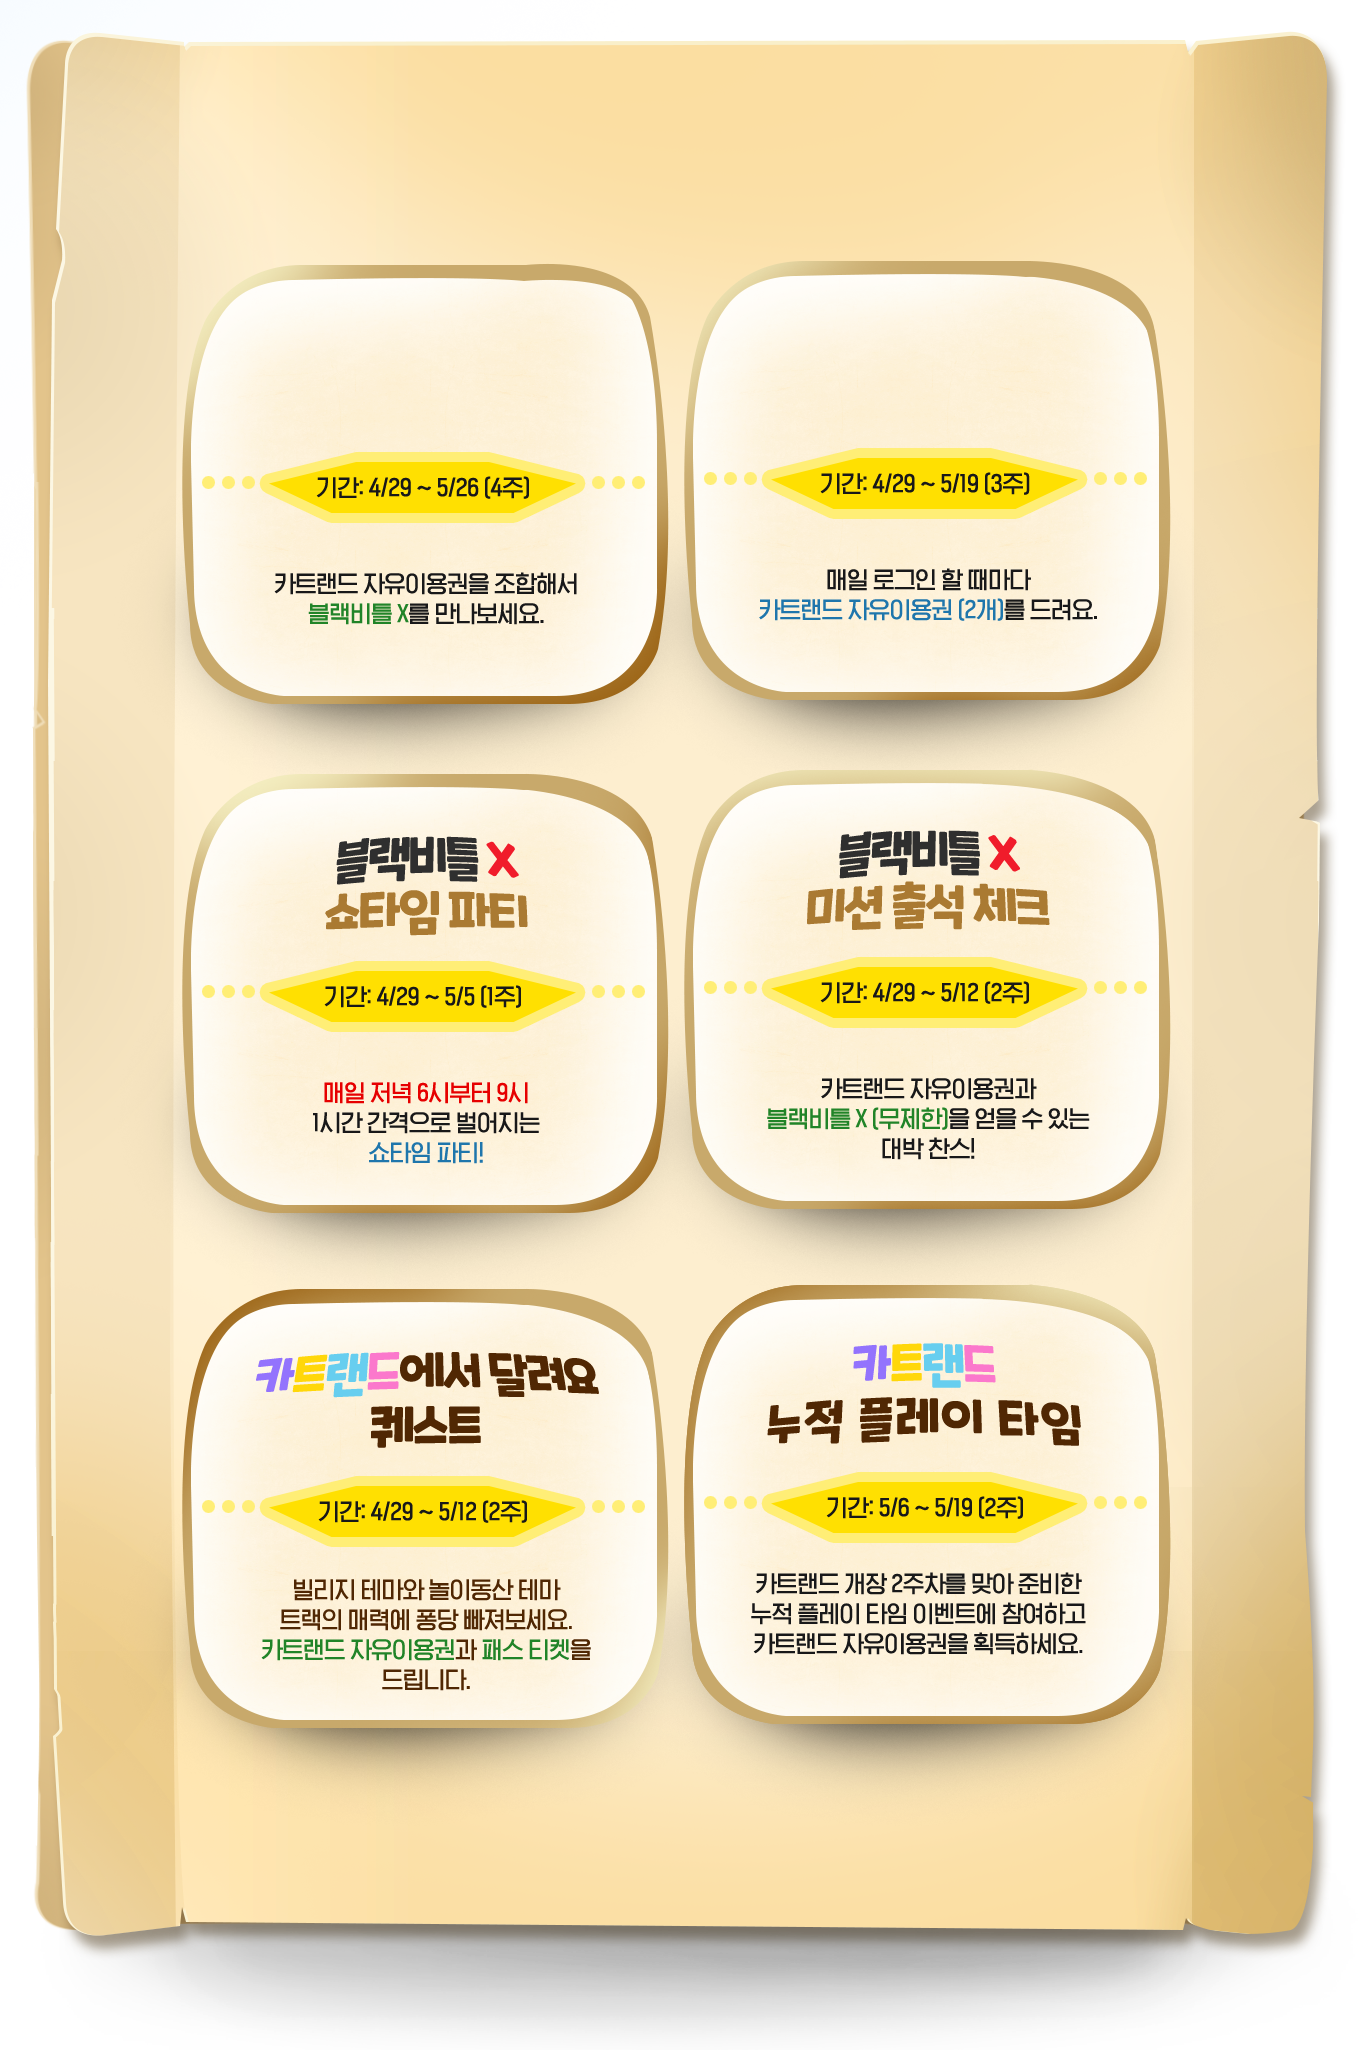 기간: 4/29 ~ 5/26 (4주)
카트랜드 자유이용권을 조합해서
블랙비틀 X를 만나보세요.
기간: 4/29 ~ 5/19 (3주)
매일 로그인 할 때마다
카트랜드 자유이용권 (2개)를 드려요.
블랙비틀 X
쇼타임 파티
기간: 4/29 ~ 5/5 (1주)
매일 저녁 6시부터 9시
1시간 간격으로 벌어지는
쇼타임 파티!
블랙비틀 X
미션 출석 체크
기간: 4/29 ~ 5/12 (2주)
카트랜드 자유이용권과
블랙비틀 X (무제한)을 얻을 수 있는
대박 찬스!
카트랜드에서 달려요
퀘스트
기간: 4/29 ~ 5/12 (2주)
빌리지 테마와 놀이동산 테마
트랙의 매력에 퐁당 빠져보세요.
카트랜드 자유이용권과 패스 티켓을
드립니다.
카트랜드
누적 플레이 타임
기간: 5/6 ~ 5/19 (2주)
카트랜드 개장 2주차를 맞아 준비한
누적 플레이 타임 이벤트에 참여하고
카트랜드 자유이용권을 획득하세요.